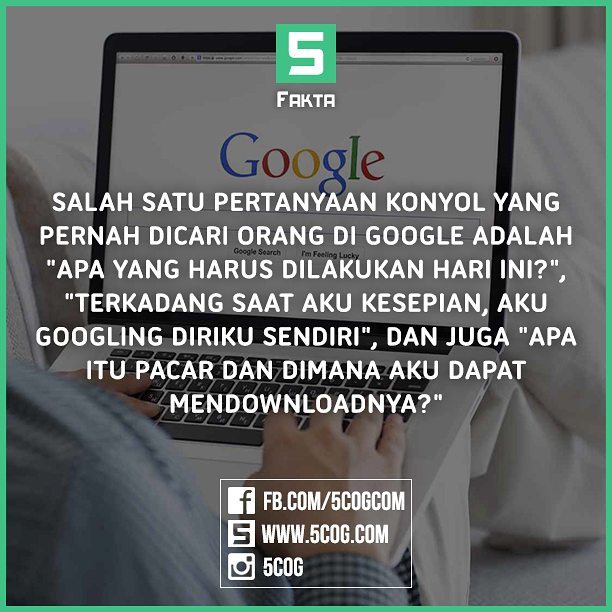 5
FAKTA
Google
Google Search
I'm Feeling Lucky
SALAH SATU PERTANYAAN KONYOL YANG
PERNAH DICARI ORANG DI GOOGLE ADALAH
"APA YANG HARUS DILAKUKAN HARI INI?",
"TERKADANG SAAT AKU KESEPIAN, AKU
GOOGLING DIRIKU SENDIRI", DAN JUGA "APA
ITU PACAR DAN DIMANA AKU DAPAT
MENDOWNLOADNYA?"
f FB.COM/5COGCOM
5 WWW.5COG.COM
5COG